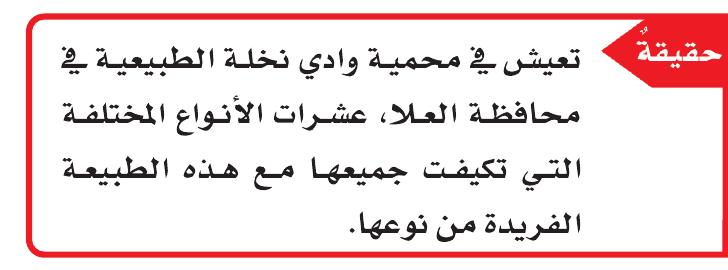 حقيقةٌ
تعيش في محمية وادي نخلة الطبيعية في
محافظة العلا، عشرات الأنواع المختلفة
التي تكيفت جميعها مع هذه الطبيعة
الفريدة من نوعها.